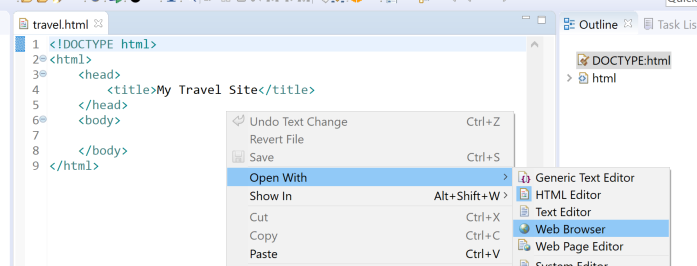 travel.html
Outline
Task Lis
1 <!DOCTYPE html>
2 <html>
3 <head>
4 <title>My Travel Site</title>
5 </head>
6 <body>
7
8 </body>
9 </html>
DOCTYPE:html
html
Undo Text Change Ctrl+Z
Revert File
Save Ctrl+S
Open With
Show In Alt+Shift+W
Cut Ctrl+X
Copy Ctrl+C
Paste Ctrl+V
Generic Text Editor
HTML Editor
Text Editor
Web Browser
Web Page Editor
System Editor